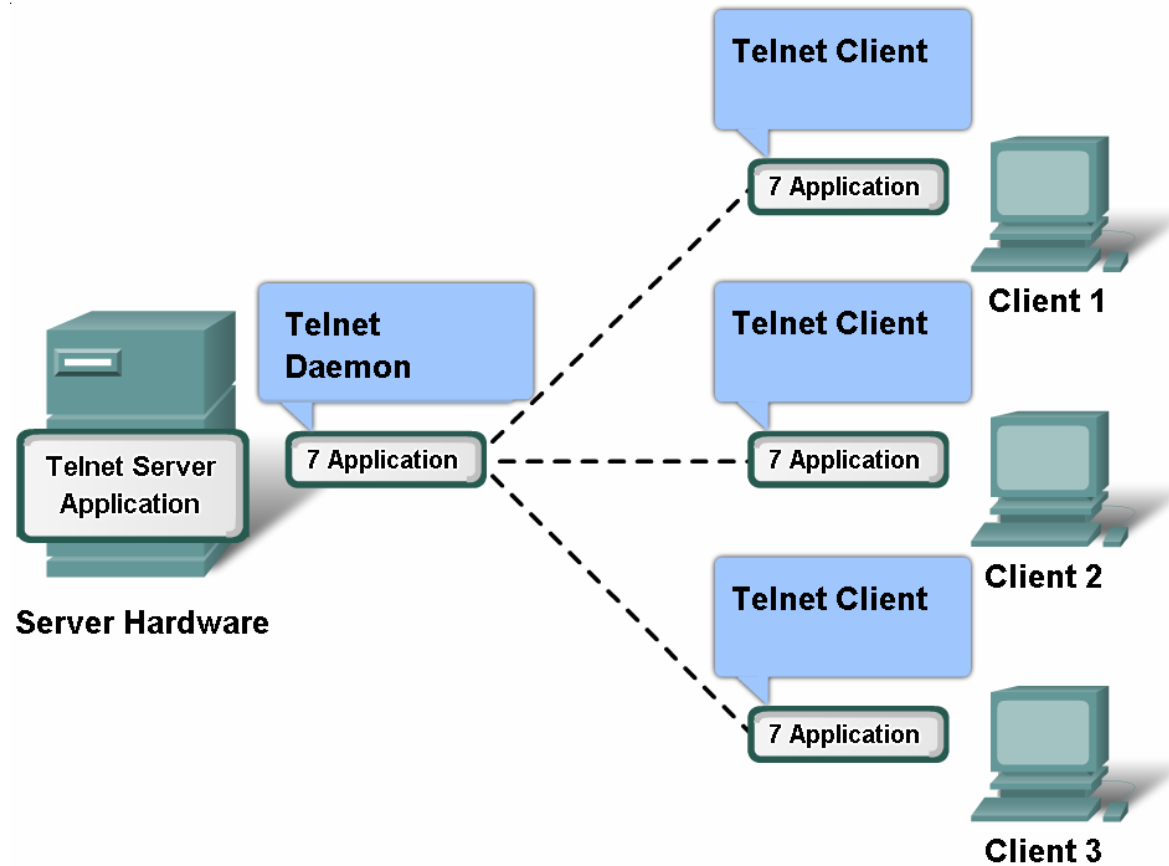 Telnet Client
7 Application
Client 1
Telnet
Daemon
7 Application
Telnet Server
Application
Server Hardware
Telnet Client
7 Application
Client 2
Telnet Client
7 Application
Client 3